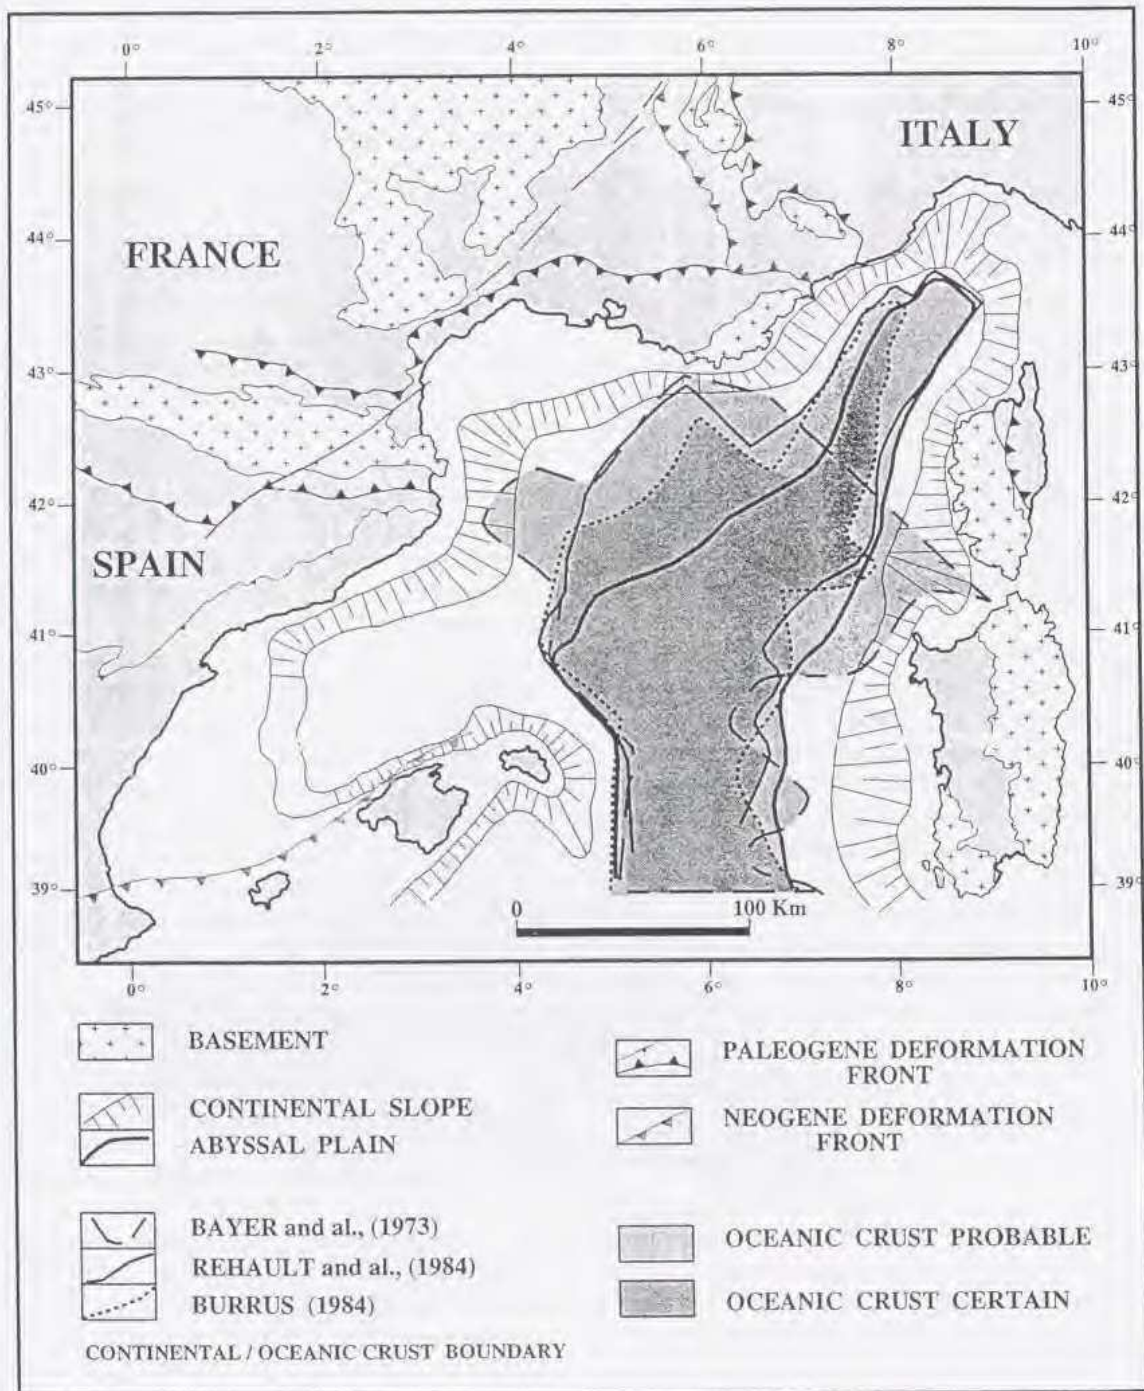 0° 2° 4° 6° 8° 10°
45° 45°
ITALY
44° 44°
FRANCE
43° 43°
42° 42°
SPAIN
41° 41°
40° 40°
39° 39°
0 100 Km
0° 2° 4° 6° 8° 10°
BASEMENT
CONTINENTAL SLOPE
ABYSSAL PLAIN
BAYER and al., (1973)
REHAULT and al., (1984)
BURRUS (1984)
CONTINENTAL / OCEANIC CRUST BOUNDARY
PALEOGENE DEFORMATION
FRONT
NEOGENE DEFORMATION
FRONT
OCEANIC CRUST PROBABLE
OCEANIC CRUST CERTAIN